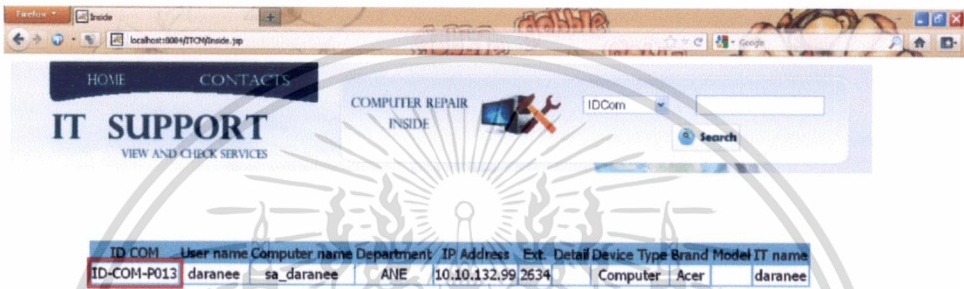 Firefox
Inside
localhost:8084/ITCM/Inside.jsp
Google
HOME CONTACTS
IT SUPPORT
VIEW AND CHECK SERVICES
COMPUTER REPAIR
INSIDE
IDCom
Search
ID COM User name Computer name Department IP Address Ext. Detail Device Type Brand Model IT name
ID-COM-P013 daranee sa_daranee ANE 10.10.132.99 2634 Computer Acer daranee